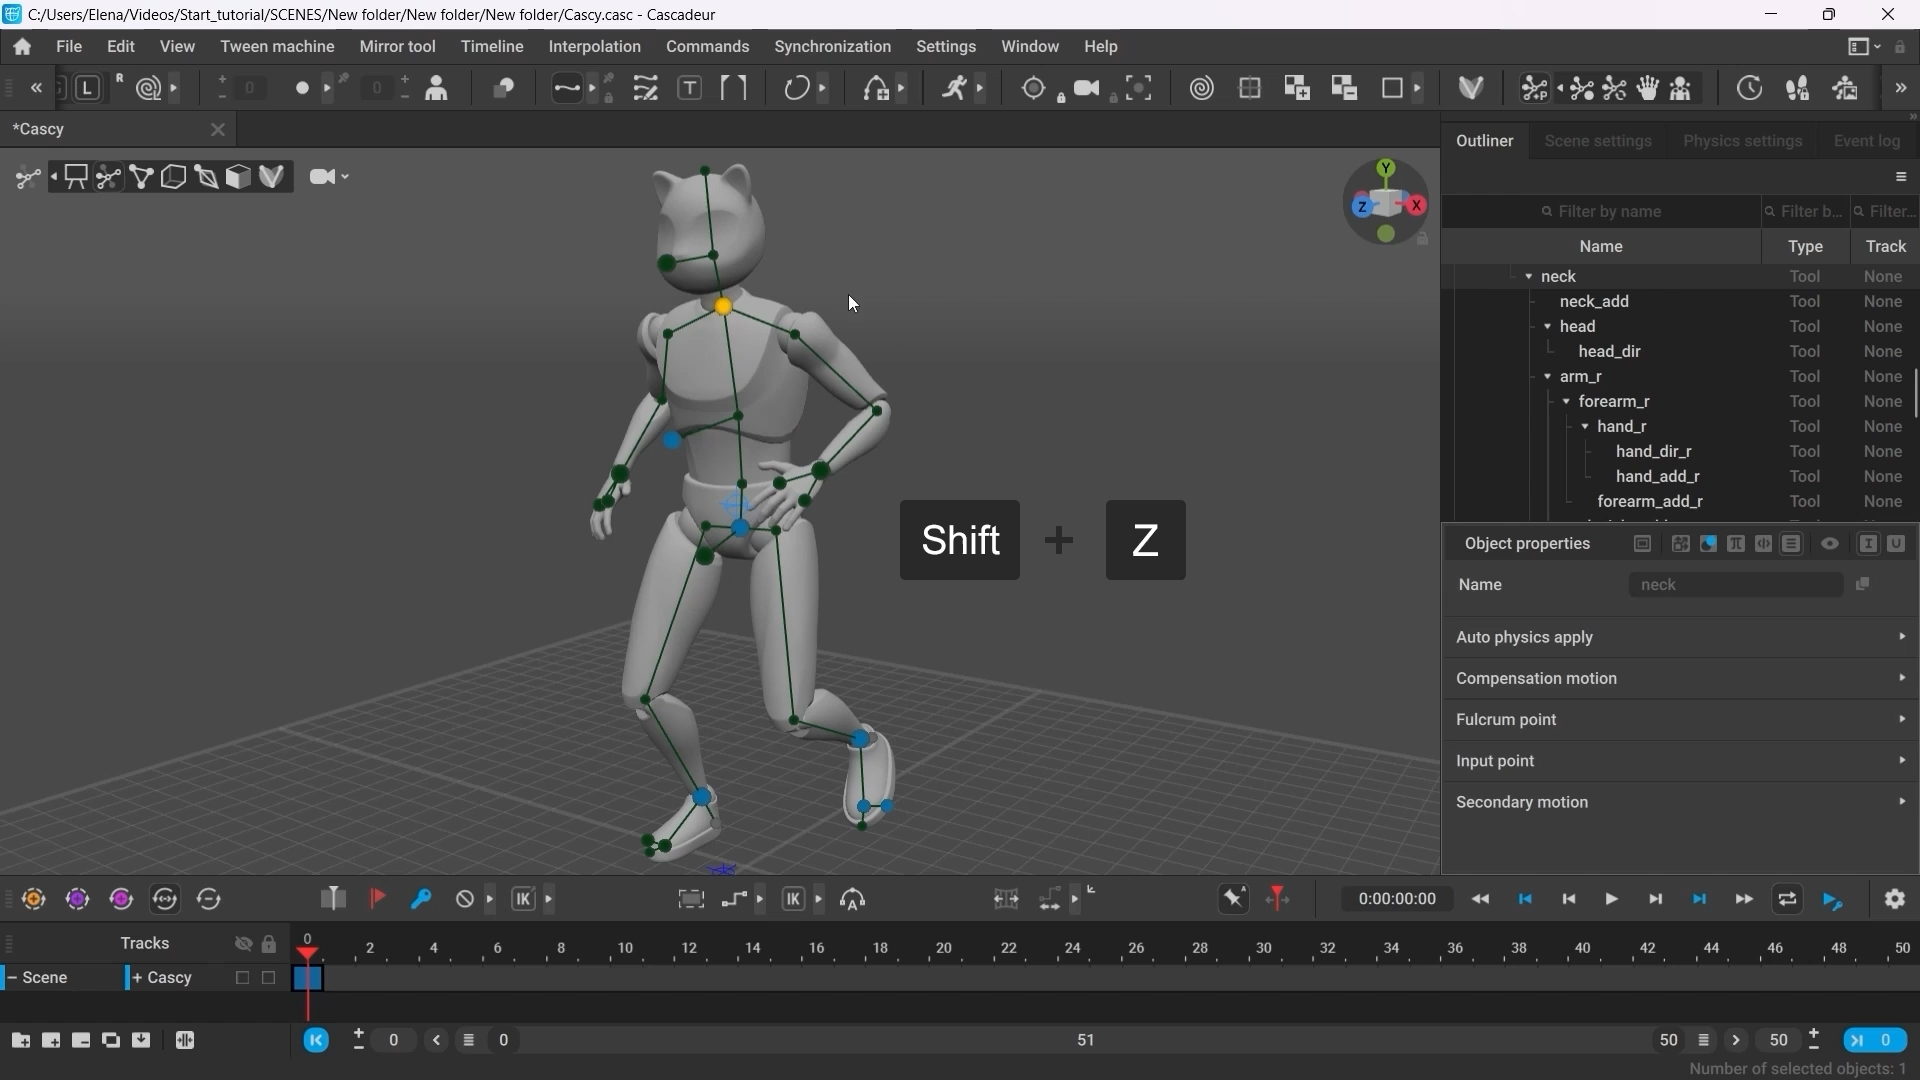 C:/Users/Elena/Videos/Start_tutorial/SCENES/New folder/New folder/New folder/Cascy.casc - Cascadeur
File Edit View Tween machine Mirror tool Timeline Interpolation Commands Synchronization Settings Window Help
L R 0 0 T P
*Cascy
Outliner Scene settings Physics settings Event log
Y
Z X
Filter by name Filter b... Filter...
Name Type Track
neck Tool None
neck_add Tool None
head Tool None
head_dir Tool None
arm_r Tool None
forearm_r Tool None
hand_r Tool None
hand_dir_r Tool None
hand_add_r Tool None
forearm_add_r Tool None
Shift + Z
Object properties
Name neck
Auto physics apply
Compensation motion
Fulcrum point
Input point
Secondary motion
IK IK A 0:00:00:00
Tracks 0 2 4 6 8 10 12 14 16 18 20 22 24 26 28 30 32 34 36 38 40 42 44 46 48 50
- Scene + Cascy
0 0 51 50 50 0
Number of selected objects: 1